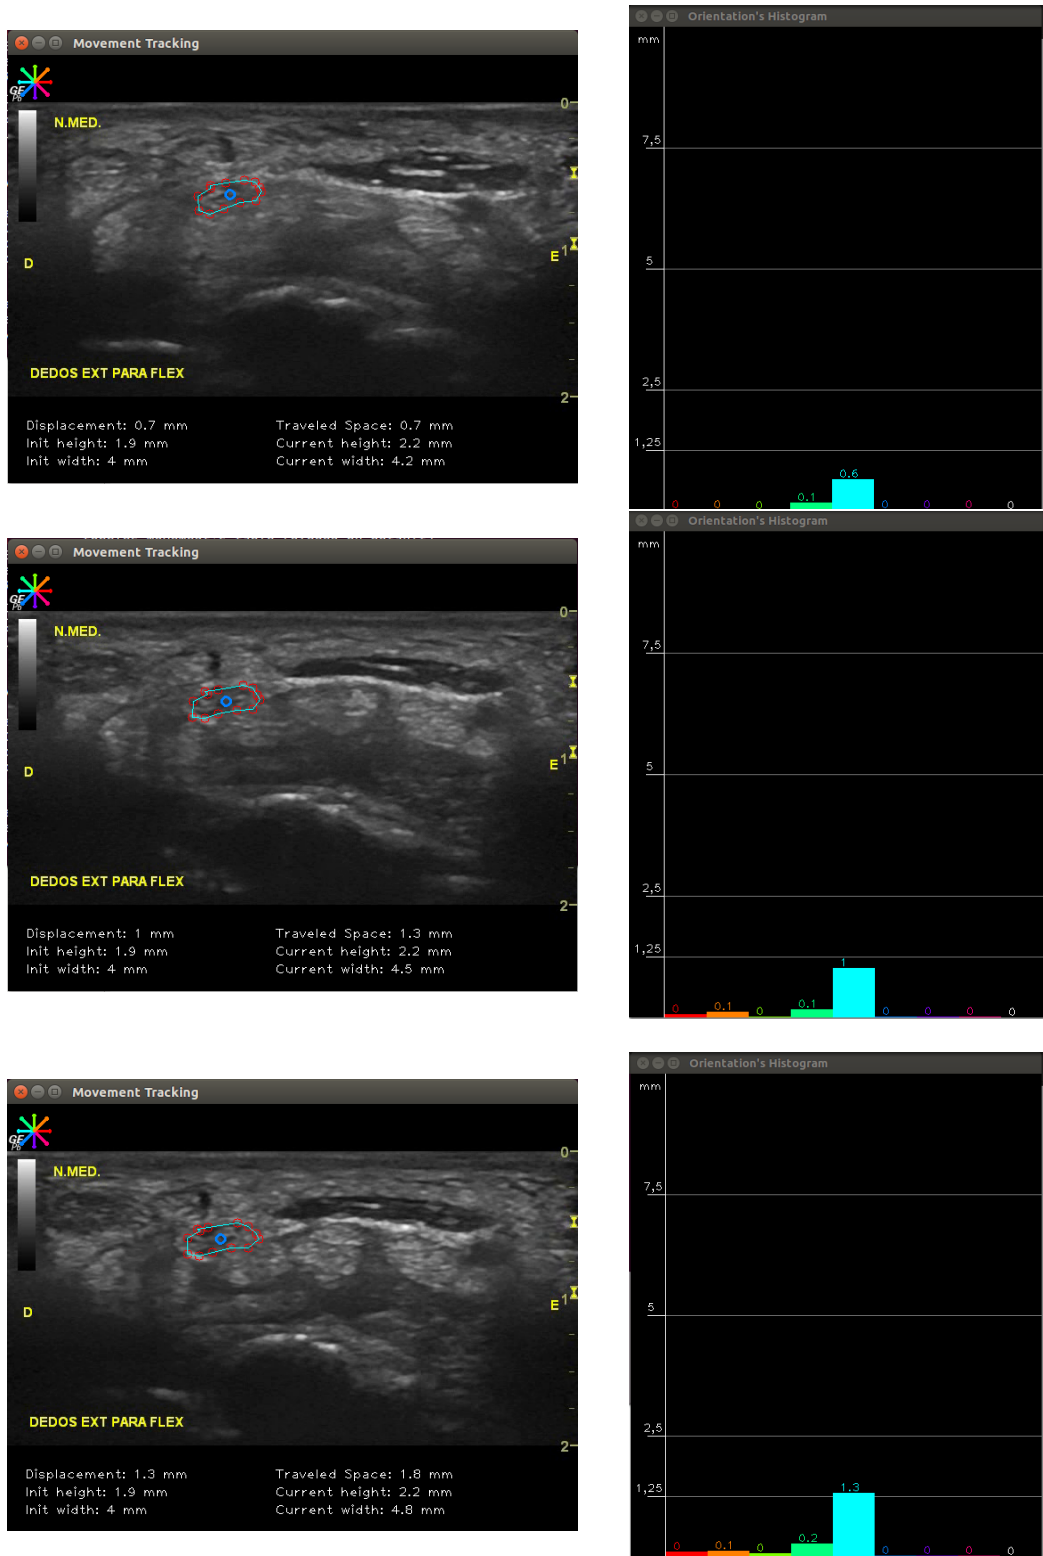 Orientation's Histogram
Movement Tracking
mm
GE
0
N.MED.
7,5
E 1
D
5
DEDOS EXT PARA FLEX
2,5
2
Displacement: 0.7 mm Traveled Space: 0.7 mm
Init height: 1.9 mm Current height: 2.2 mm
Init width: 4 mm Current width: 4.2 mm
1,25
0 0 0 0.1 0.6 0 0 0 0
Orientation's Histogram
Movement Tracking
mm
GE
0
N.MED.
7,5
E 1
D
5
DEDOS EXT PARA FLEX
2,5
2
Displacement: 1 mm Traveled Space: 1.3 mm
Init height: 1.9 mm Current height: 2.2 mm
Init width: 4 mm Current width: 4.5 mm
1,25
0 0.1 0 0.1 1 0 0 0 0
Orientation's Histogram
Movement Tracking
mm
GE
0
N.MED.
7,5
E 1
D
5
DEDOS EXT PARA FLEX
2,5
2
Displacement: 1.3 mm Traveled Space: 1.8 mm
Init height: 1.9 mm Current height: 2.2 mm
Init width: 4 mm Current width: 4.8 mm
1,25
0 0.1 0 0.2 1.3 0 0 0 0